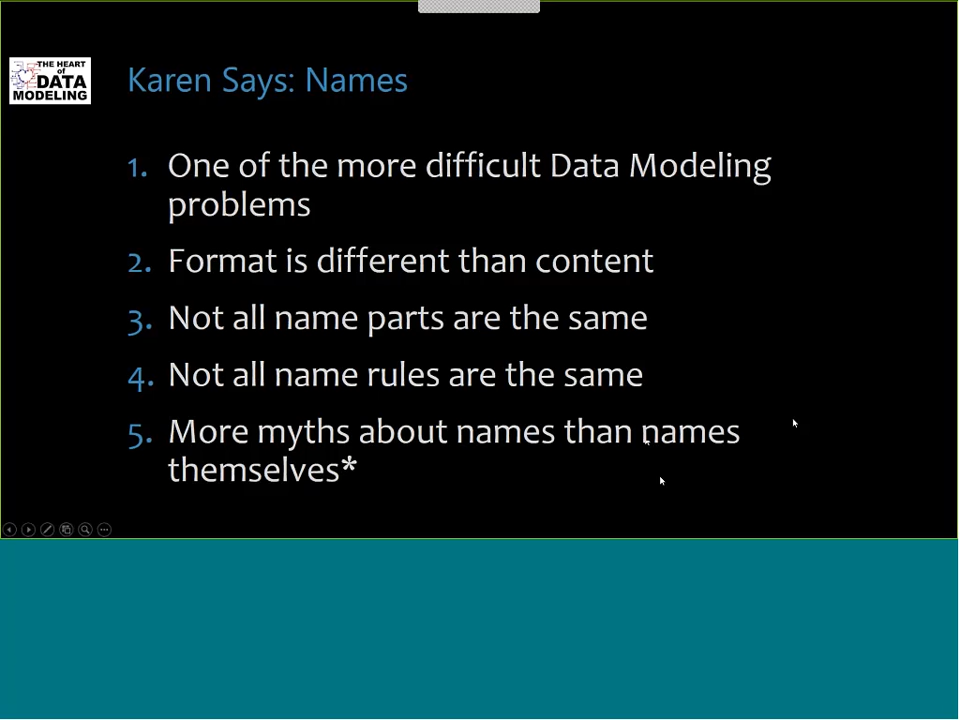 THE HEART
of
DATA
MODELING
Karen Says: Names
1. One of the more difficult Data Modeling
problems
2. Format is different than content
3. Not all name parts are the same
4. Not all name rules are the same
5. More myths about names than names
themselves*